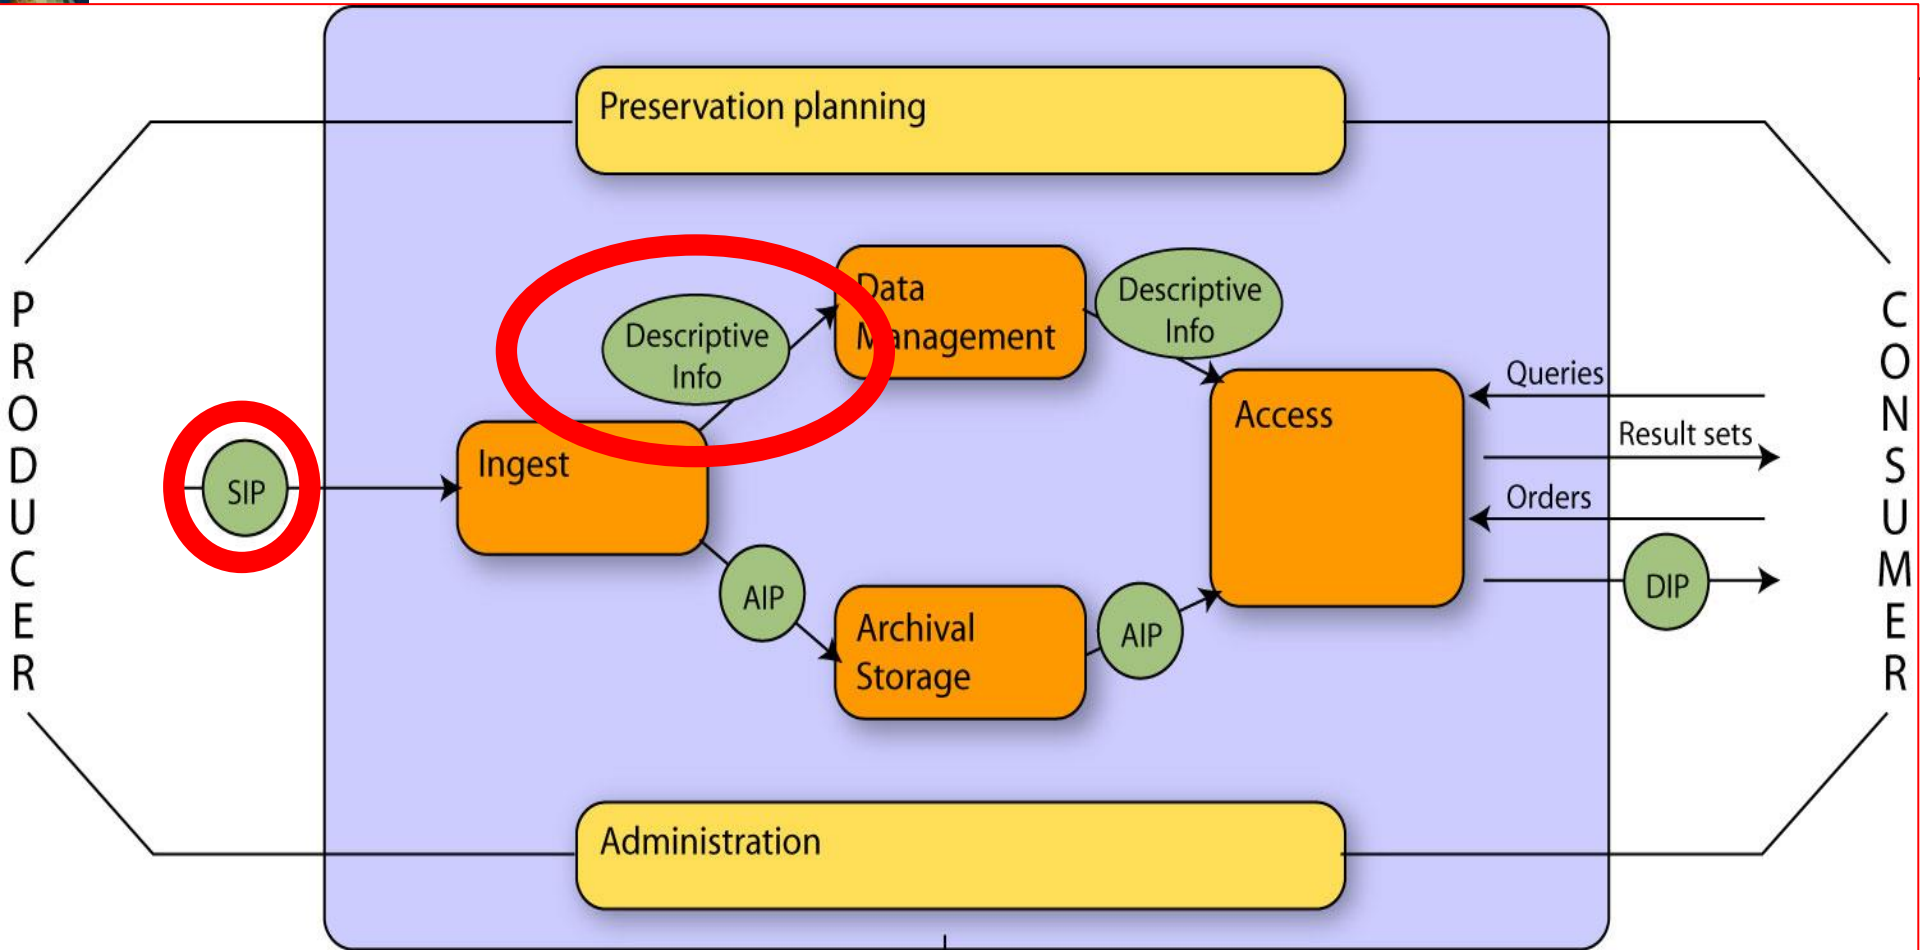 Preservation planning
PRODUCER
SIP
Ingest
Descriptive
Info
Data
Management
Descriptive
Info
AIP
Archival
Storage
AIP
Access
Queries
Result sets
Orders
DIP
CONSUMER
Administration